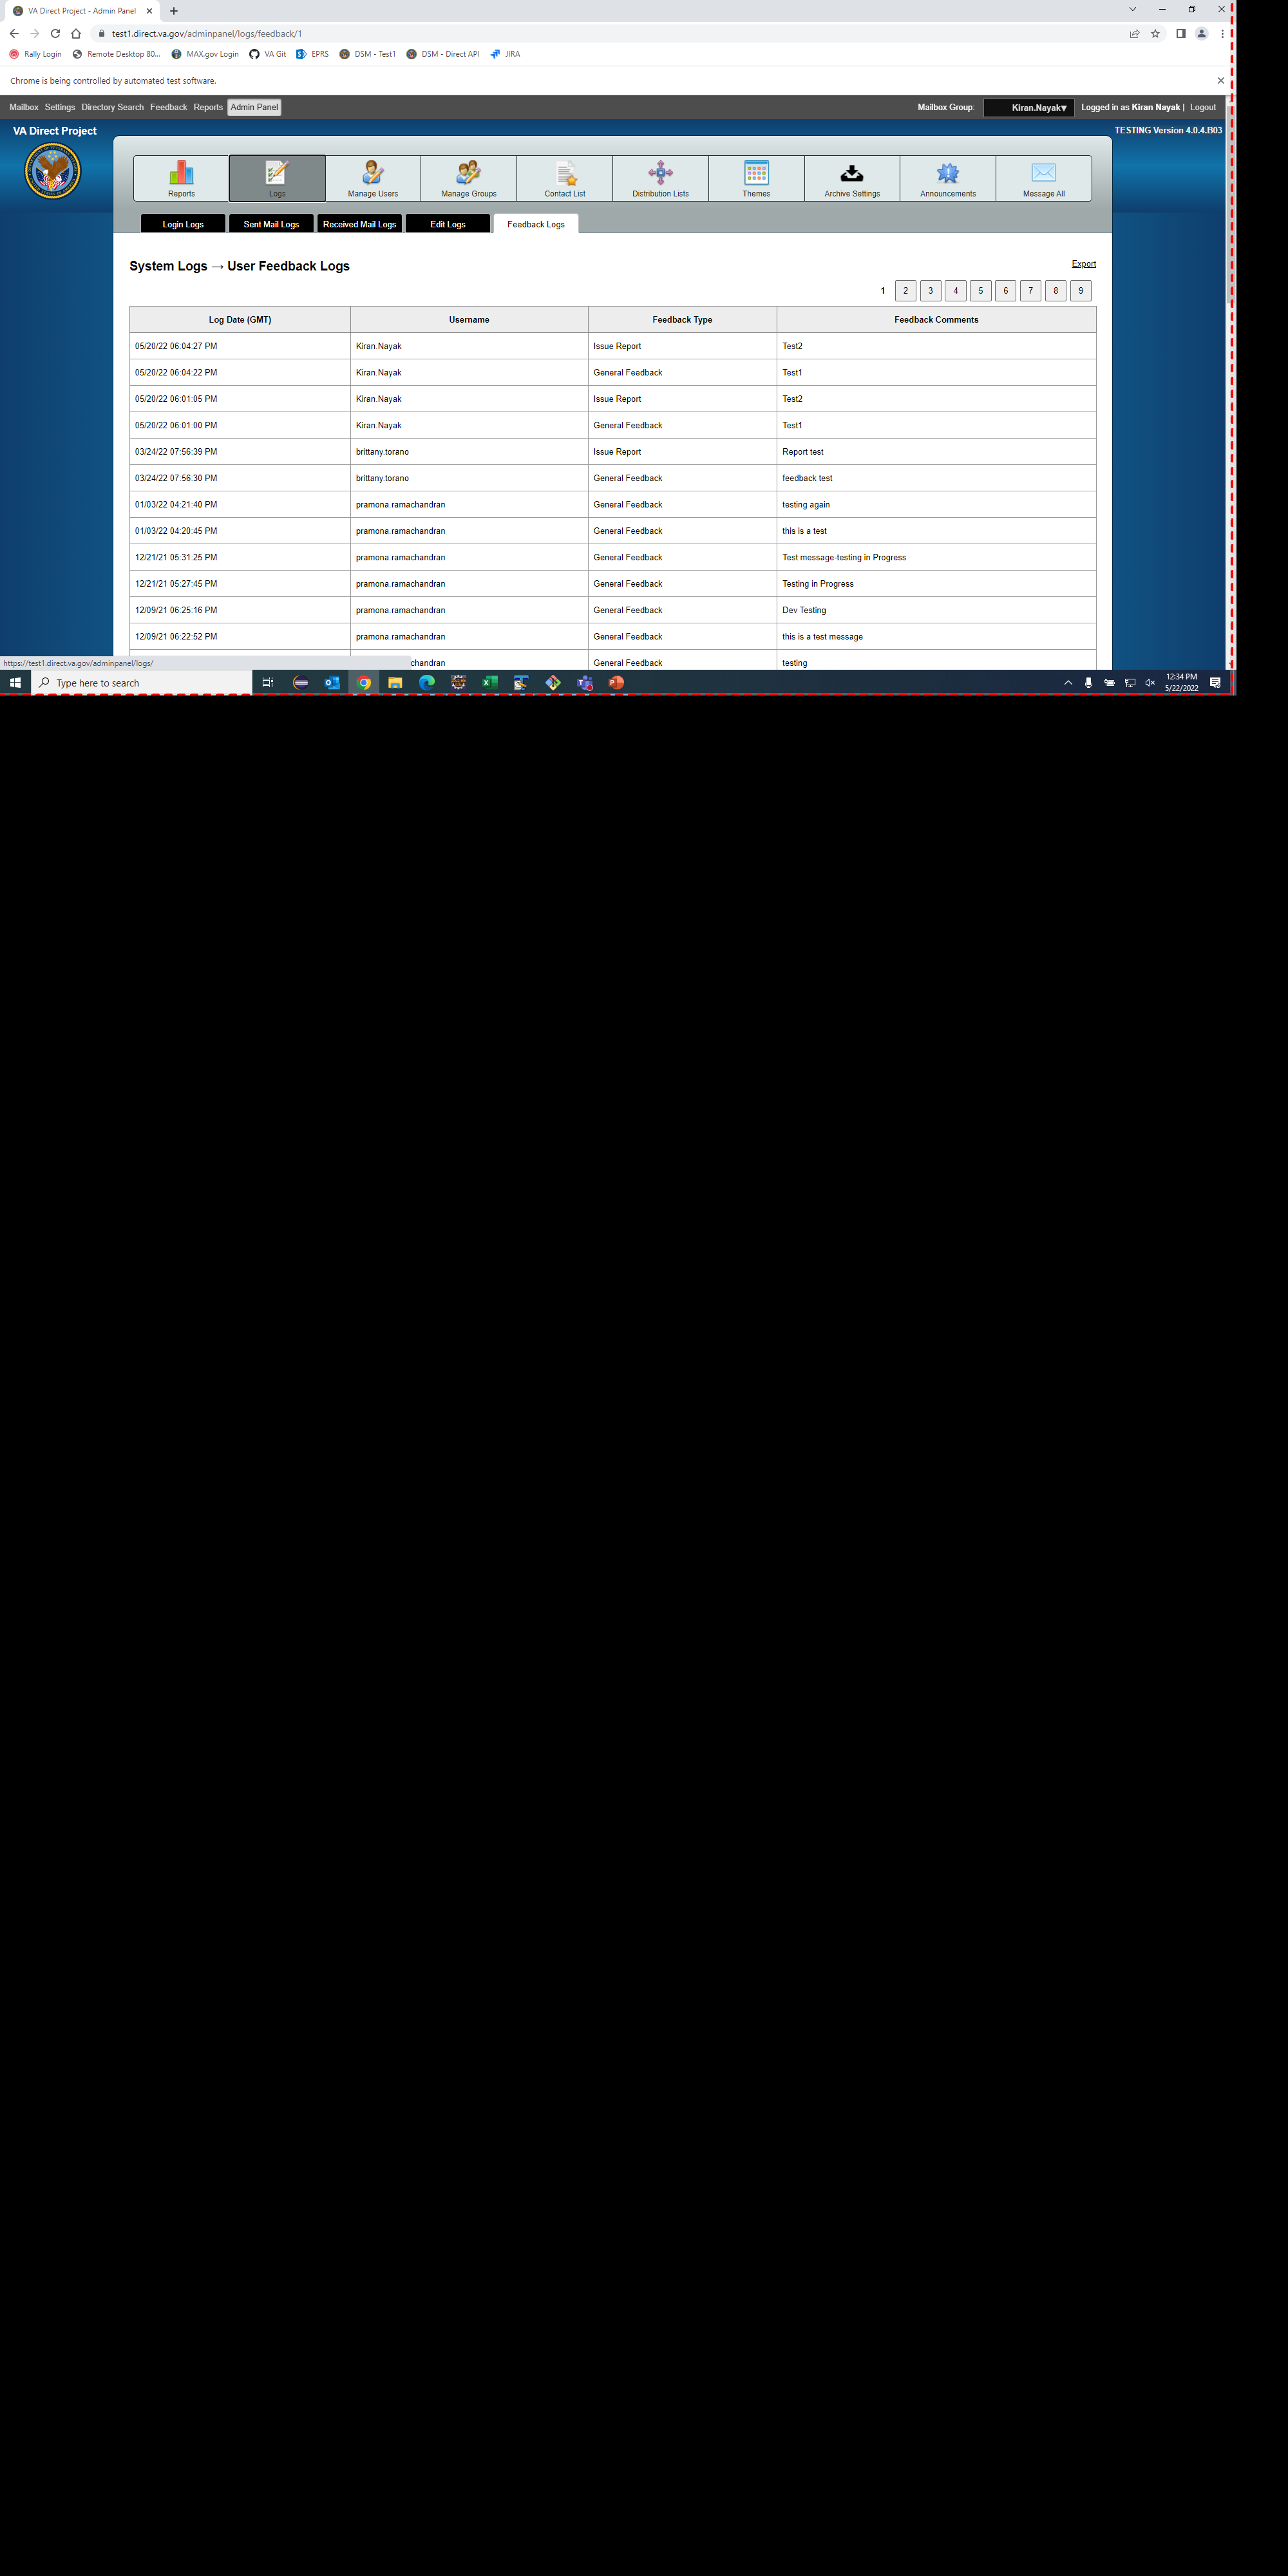 VA Direct Project - Admin Panel
test1.direct.va.gov/adminpanel/logs/feedback/1
Rally Login Remote Desktop 80... MAX.gov Login VA Git EPRS DSM - Test1 DSM - Direct API JIRA
Chrome is being controlled by automated test software.
Mailbox Settings Directory Search Feedback Reports Admin Panel Mailbox Group: Kiran.Nayak▼ Logged in as Kiran Nayak | Logout
VA Direct Project TESTING Version 4.0.4.B03
Reports Logs Manage Users Manage Groups Contact List Distribution Lists Themes Archive Settings Announcements Message All
Login Logs Sent Mail Logs Received Mail Logs Edit Logs Feedback Logs
System Logs → User Feedback Logs Export
1 2 3 4 5 6 7 8 9
Log Date (GMT) Username Feedback Type Feedback Comments
05/20/22 06:04:27 PM Kiran.Nayak Issue Report Test2
05/20/22 06:04:22 PM Kiran.Nayak General Feedback Test1
05/20/22 06:01:05 PM Kiran.Nayak Issue Report Test2
05/20/22 06:01:00 PM Kiran.Nayak General Feedback Test1
03/24/22 07:56:39 PM brittany.torano Issue Report Report test
03/24/22 07:56:30 PM brittany.torano General Feedback feedback test
01/03/22 04:21:40 PM pramona.ramachandran General Feedback testing again
01/03/22 04:20:45 PM pramona.ramachandran General Feedback this is a test
12/21/21 05:31:25 PM pramona.ramachandran General Feedback Test message-testing in Progress
12/21/21 05:27:45 PM pramona.ramachandran General Feedback Testing in Progress
12/09/21 06:25:16 PM pramona.ramachandran General Feedback Dev Testing
12/09/21 06:22:52 PM pramona.ramachandran General Feedback this is a test message
chandran General Feedback testing
https://test1.direct.va.gov/adminpanel/logs/
Type here to search 12:34 PM
5/22/2022